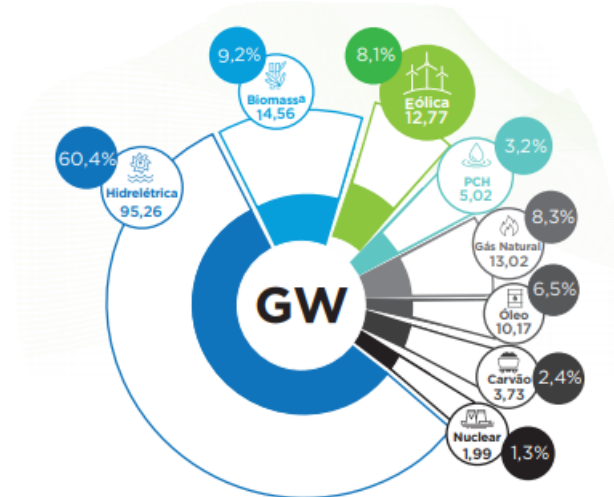 9,2%
Biomassa
14,56
8,1%
Eólica
12,77
60,4%
Hidrelétrica
95,26
3,2%
PCH
5,02
8,3%
Gás Natural
13,02
6,5%
Óleo
10,17
2,4%
Carvão
3,73
1,3%
Nuclear
1,99
GW